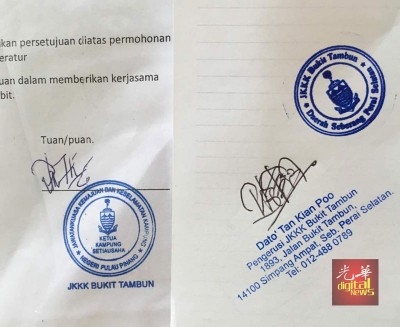 kan persetujuan diatas permohonan
eratur
uan dalam memberikan kerjasama
bit.
Tuan/puan.
JAWATANKUASA KEMAJUAN DAN KESELAMATAN KAMPUNG
KETUA
KAMPUNG
SETIAUSAHA
NEGERI PULAU PINANG
JKKK BUKIT TAMBUN
JKKK Bukit Tambun
Daerah Seberang Perai Selatan
Dato' Tan Kian Poo
Pengerusi JKKK Bukit Tambun
1893, Jalan Bukit Tambun,
14100 Simpang Ampat, Seb. Perai Selatan.
Tel: 012-488 0789
光華
digital
News